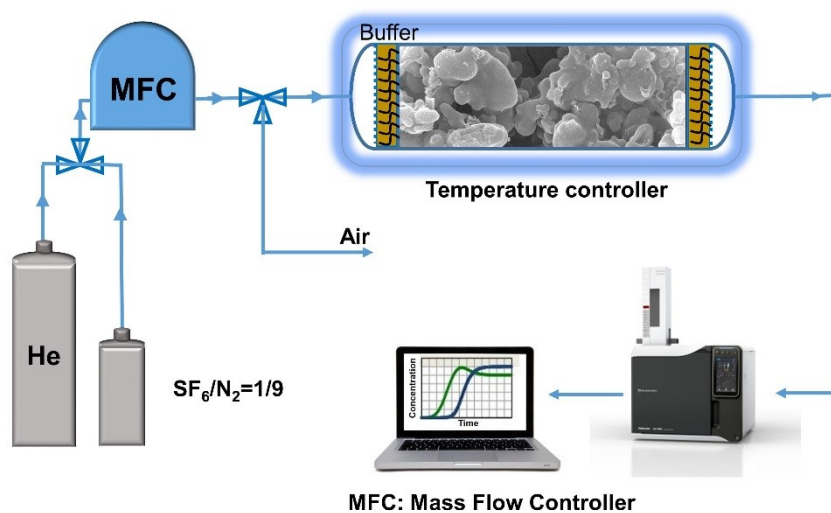 Buffer
MFC
Temperature controller
Air
He
SF₆/N₂=1/9
Concentration
Time
MFC: Mass Flow Controller